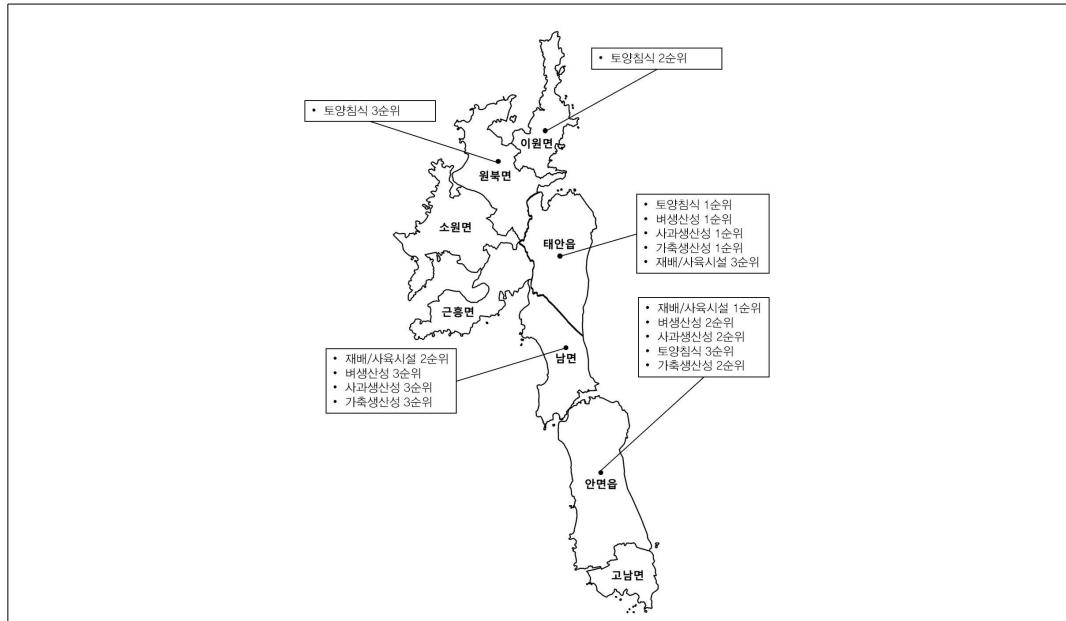 • 토양침식 2순위
• 토양침식 3순위
이원면
원북면
• 토양침식 1순위
• 벼생산성 1순위
• 사과생산성 1순위
• 가축생산성 1순위
• 재배/사육시설 3순위
소원면
태안읍
근흥면
• 재배/사육시설 1순위
• 벼생산성 2순위
• 사과생산성 2순위
• 토양침식 3순위
• 가축생산성 2순위
• 재배/사육시설 2순위
• 벼생산성 3순위
• 사과생산성 3순위
• 가축생산성 3순위
남면
안면읍
고남면